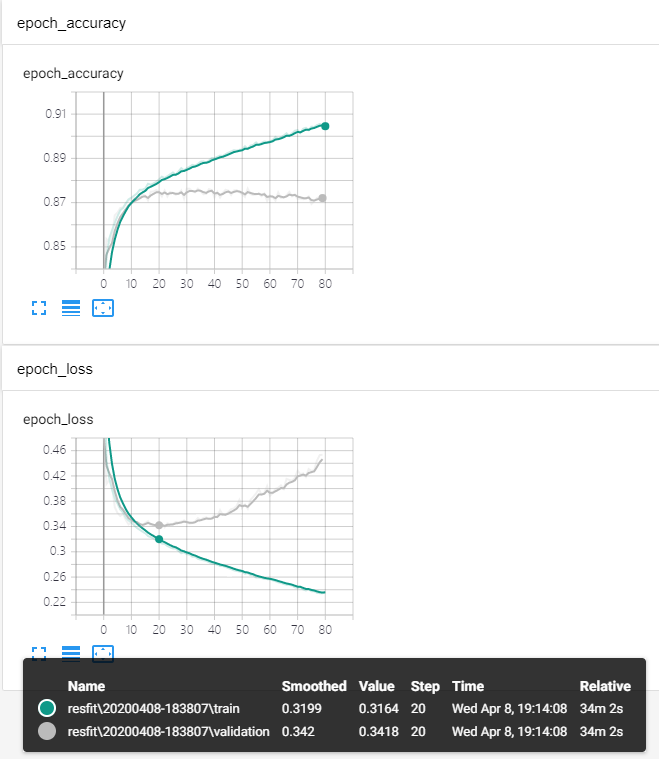 epoch_accuracy
epoch_accuracy
0.91
0.89
0.87
0.85
0 10 20 30 40 50 60 70 80
epoch_loss
epoch_loss
0.46
0.42
0.38
0.34
0.3
0.26
0.22
0 10 20 30 40 50 60 70 80
Name Smoothed Value Step Time Relative
resfit\20200408-183807\train 0.3199 0.3164 20 Wed Apr 8, 19:14:08 34m 2s
resfit\20200408-183807\validation 0.342 0.3418 20 Wed Apr 8, 19:14:08 34m 2s